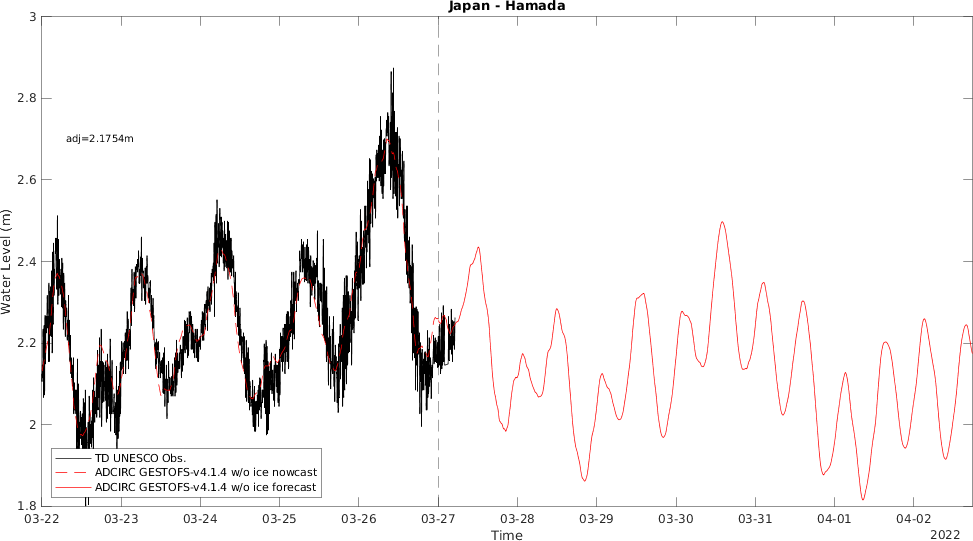 Japan - Hamada
3
2.8
2.6
2.4
2.2
2
1.8
Water Level (m)
adj=2.1754m
TD UNESCO Obs.
ADCIRC GESTOFS-v4.1.4 w/o ice nowcast
ADCIRC GESTOFS-v4.1.4 w/o ice forecast
03-22 03-23 03-24 03-25 03-26 03-27 03-28 03-29 03-30 03-31 04-01 04-02
Time
2022